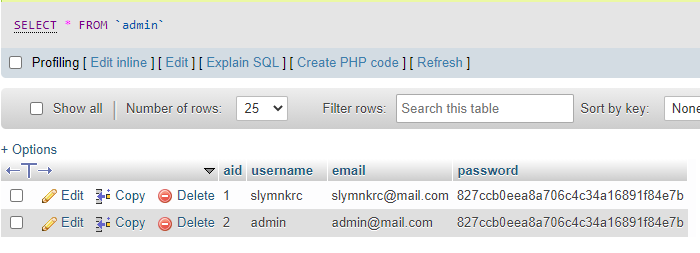 SELECT * FROM `admin`
Profiling [ Edit inline ] [ Edit ] [ Explain SQL ] [ Create PHP code ] [ Refresh ]
Show all Number of rows: 25 Filter rows: Search this table Sort by key: None
+ Options
←T→ aid username email password
Edit Copy Delete 1 slymnkrc slymnkrc@mail.com 827ccb0eea8a706c4c34a16891f84e7b
Edit Copy Delete 2 admin admin@mail.com 827ccb0eea8a706c4c34a16891f84e7b